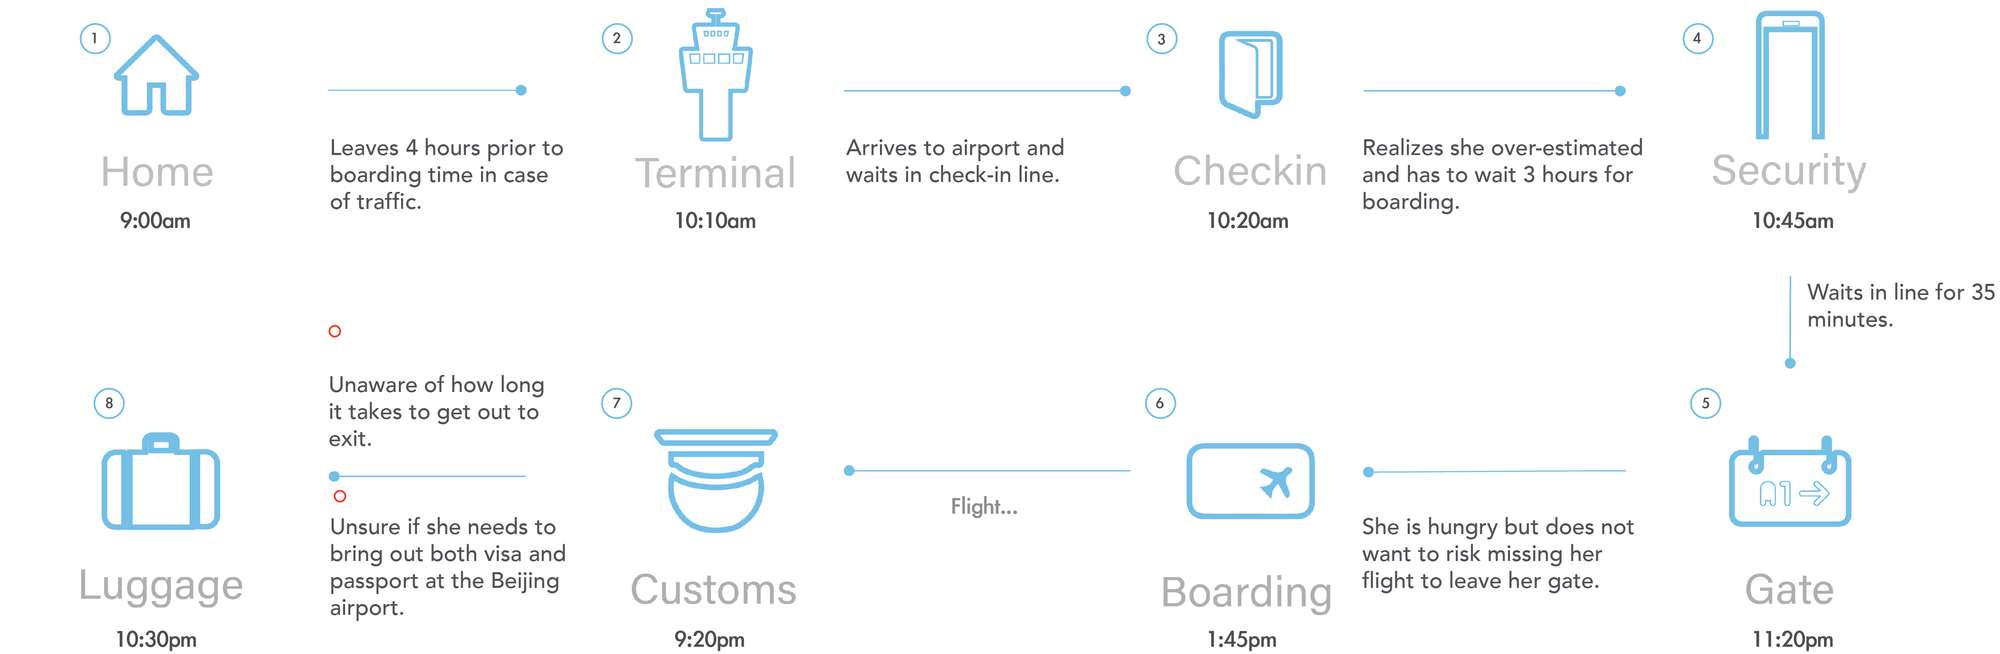 1
Home
9:00am
Leaves 4 hours prior to
boarding time in case
of traffic.
2
Terminal
10:10am
Arrives to airport and
waits in check-in line.
3
Checkin
10:20am
Realizes she over-estimated
and has to wait 3 hours for
boarding.
4
Security
10:45am
Waits in line for 35
minutes.
5
A1
Gate
11:20pm
She is hungry but does not
want to risk missing her
flight to leave her gate.
6
Boarding
1:45pm
Flight...
7
Customs
9:20pm
Unaware of how long
it takes to get out to
exit.
Unsure if she needs to
bring out both visa and
passport at the Beijing
airport.
8
Luggage
10:30pm